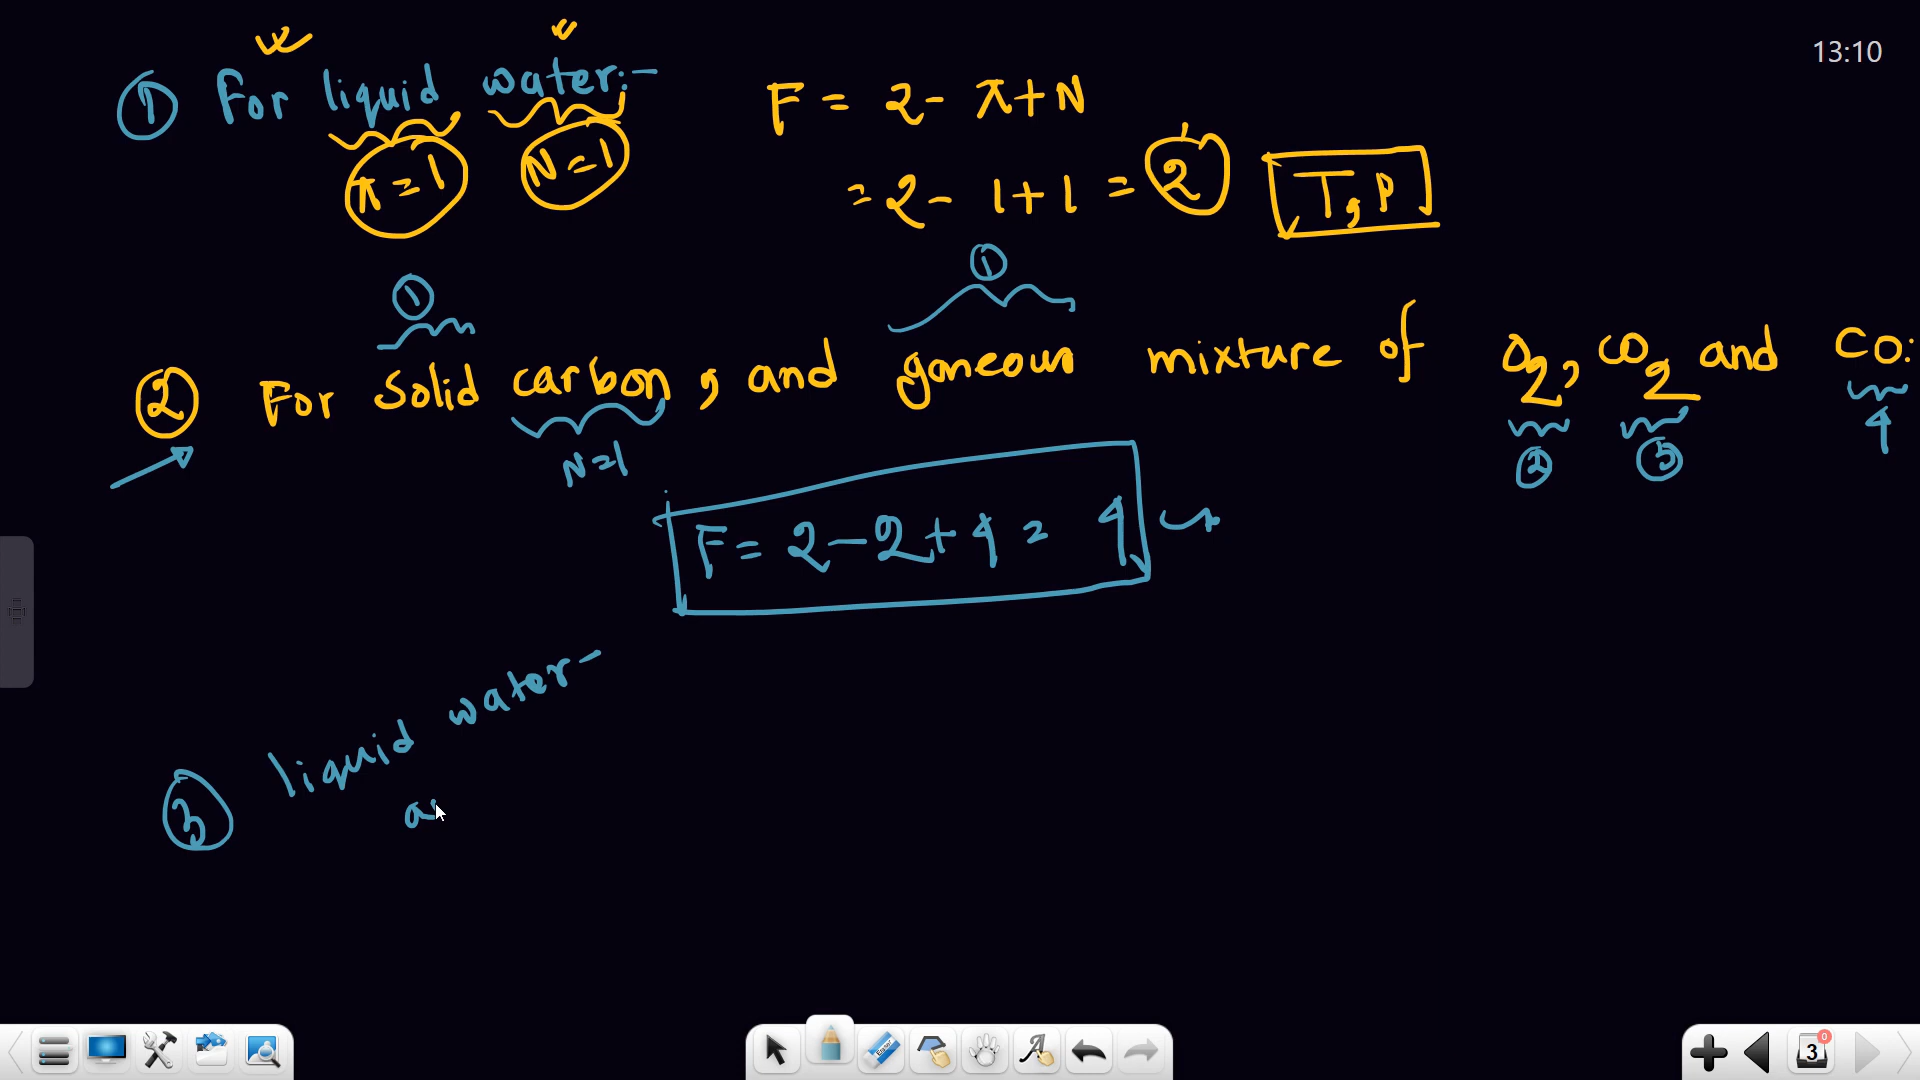 13:10
① For liquid water:-
F = 2 - π + N
π = 1
N = 1
= 2 - 1 + 1 = 2
T, P
①
①
② For Solid carbon, and gaseous mixture of O2, CO2 and CO:
N=1
②
③
4
F = 2 - 2 + 4 = 4
③ liquid water-
3
0